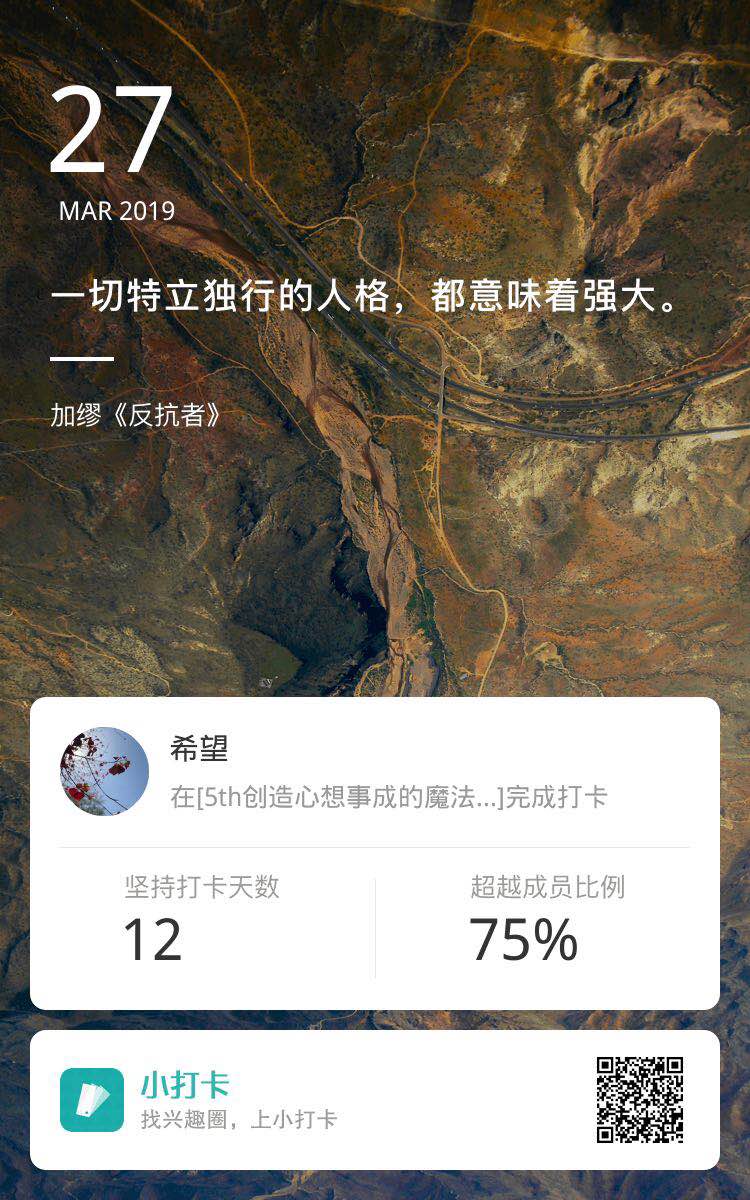 27
MAR 2019
一切特立独行的人格，都意味着强大。
加缪《反抗者》
希望
在[5th创造心想事成的魔法...]完成打卡
坚持打卡天数
超越成员比例
12
75%
小打卡
找兴趣圈，上小打卡